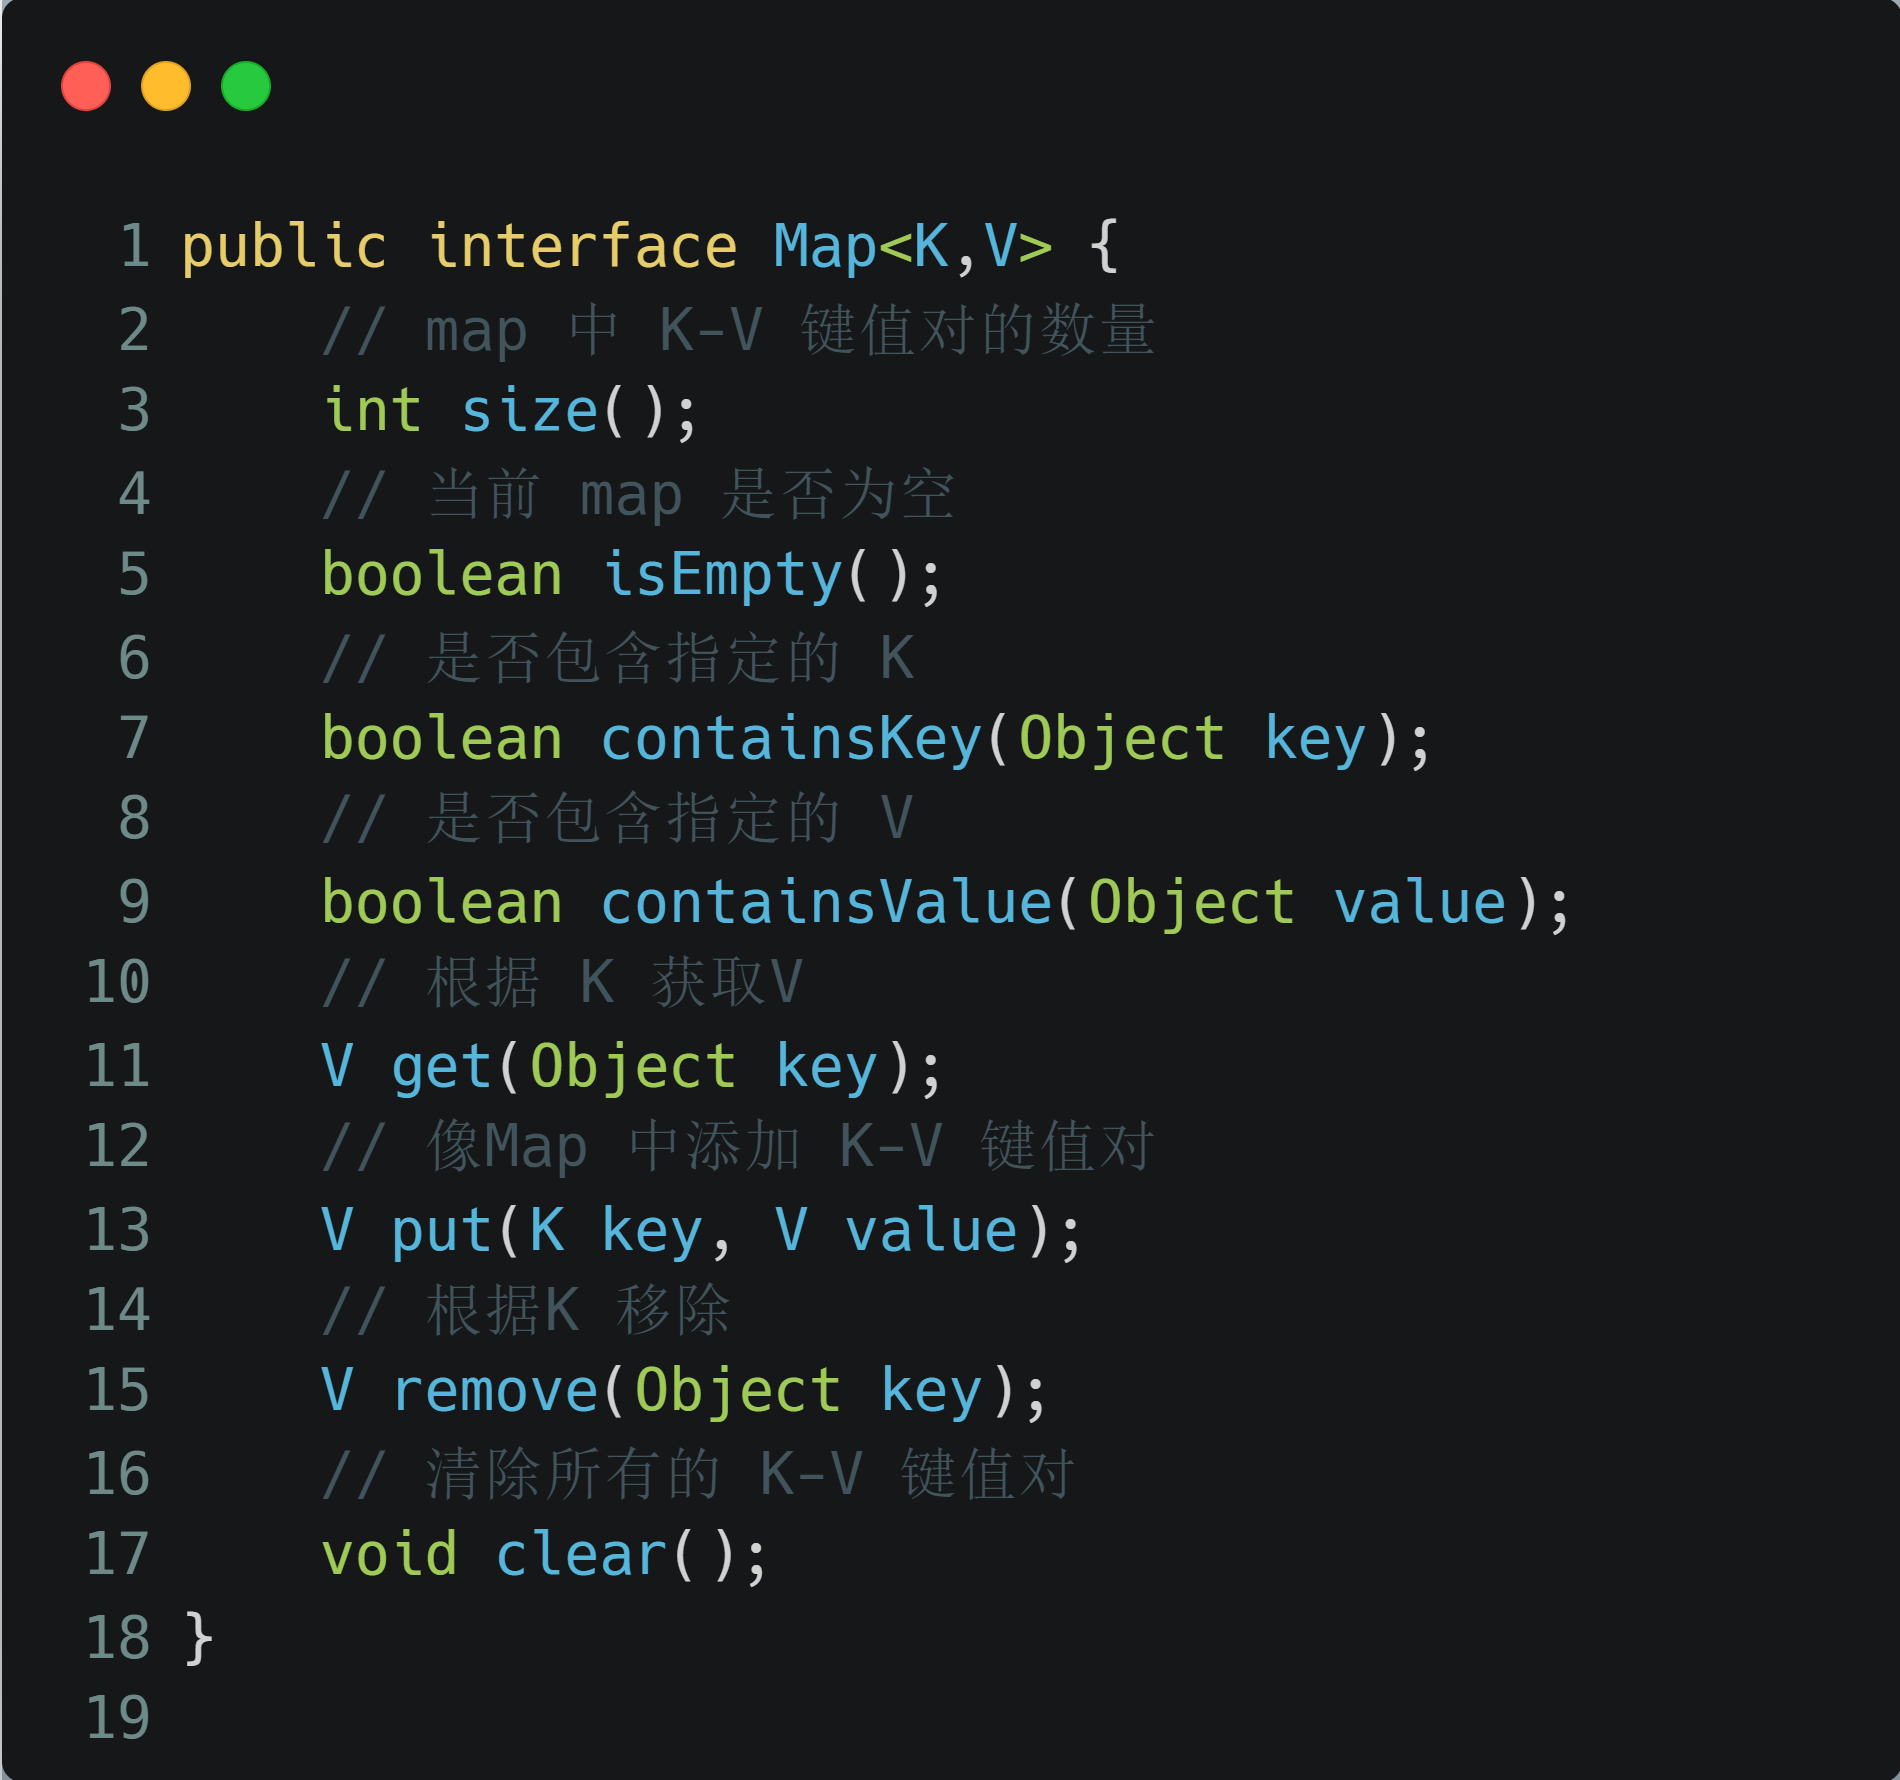 1 public interface Map<K,V> {
2     // map 中 K-V 键值对的数量
3     int size();
4     // 当前 map 是否为空
5     boolean isEmpty();
6     // 是否包含指定的 K
7     boolean containsKey(Object key);
8     // 是否包含指定的 V
9     boolean containsValue(Object value);
10     // 根据 K 获取V
11     V get(Object key);
12     // 像Map 中添加 K-V 键值对
13     V put(K key, V value);
14     // 根据K 移除
15     V remove(Object key);
16     // 清除所有的 K-V 键值对
17     void clear();
18 }
19